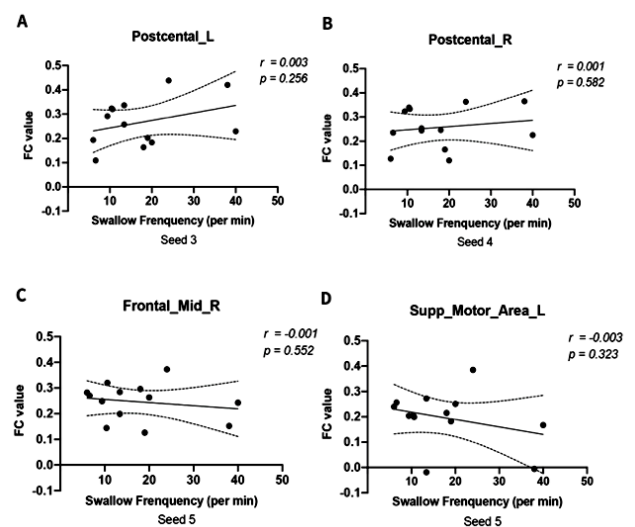 A
Postcental_L
r = 0.003
p = 0.256
FC value
0.5
0.4
0.3
0.2
0.1
0.0
-0.1
10
20
30
40
50
Swallow Frenquency (per min)
Seed 3
B
Postcental_R
r = 0.001
p = 0.582
FC value
0.5
0.4
0.3
0.2
0.1
0.0
-0.1
10
20
30
40
50
Swallow Frenquency (per min)
Seed 4
C
Frontal_Mid_R
r = -0.001
p = 0.552
FC value
0.5
0.4
0.3
0.2
0.1
0.0
-0.1
10
20
30
40
50
Swallow Frenquency (per min)
Seed 5
D
Supp_Motor_Area_L
r = -0.003
p = 0.323
FC value
0.5
0.4
0.3
0.2
0.1
0.0
-0.1
10
20
30
40
50
Swallow Frenquency (per min)
Seed 5